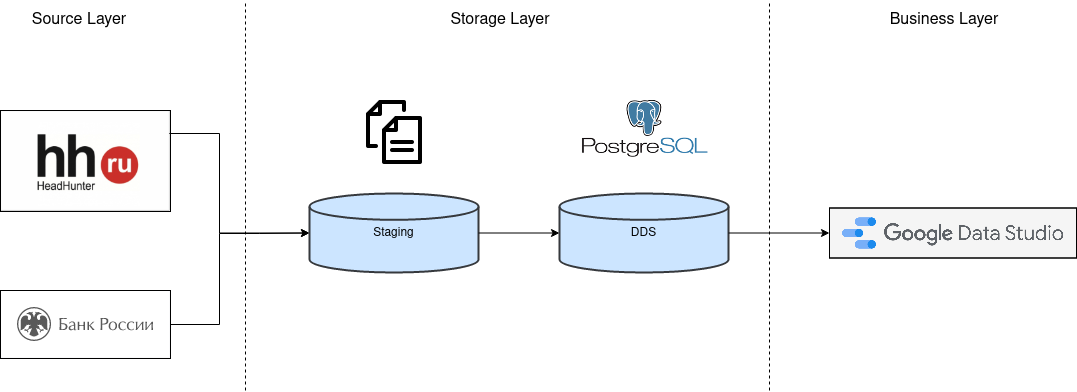 Source Layer
Storage Layer
Business Layer
hh ru
HeadHunter
PostgreSQL
Staging
DDS
Google Data Studio
Банк России